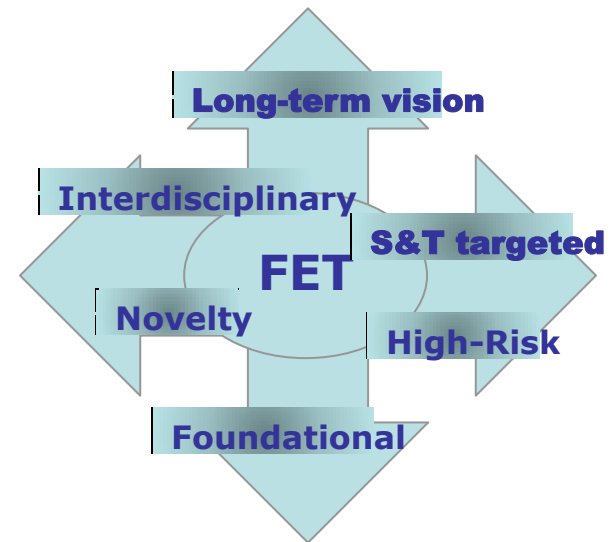 Long-term vision
Interdisciplinary
S&T targeted
FET
Novelty
High-Risk
Foundational